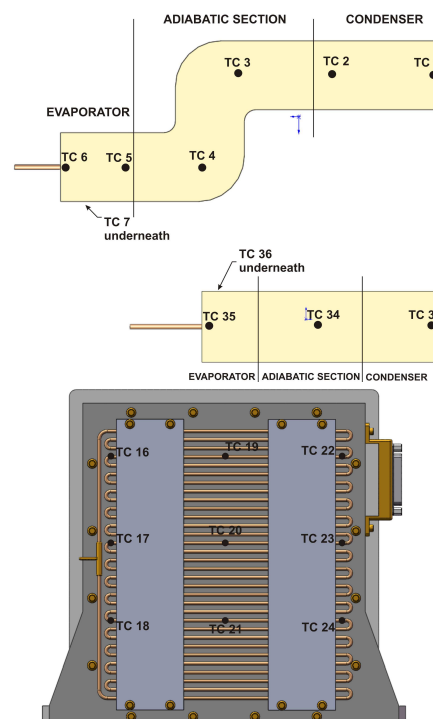 ADIABATIC SECTION
CONDENSER
TC 3
TC 2
TC
EVAPORATOR
TC 6
TC 5
TC 4
TC 7
underneath
TC 36
underneath
TC 35
TC 34
TC 3
EVAPORATOR
ADIABATIC SECTION
CONDENSER
TC 16
TC 19
TC 22
TC 17
TC 20
TC 23
TC 18
TC 21
TC 24